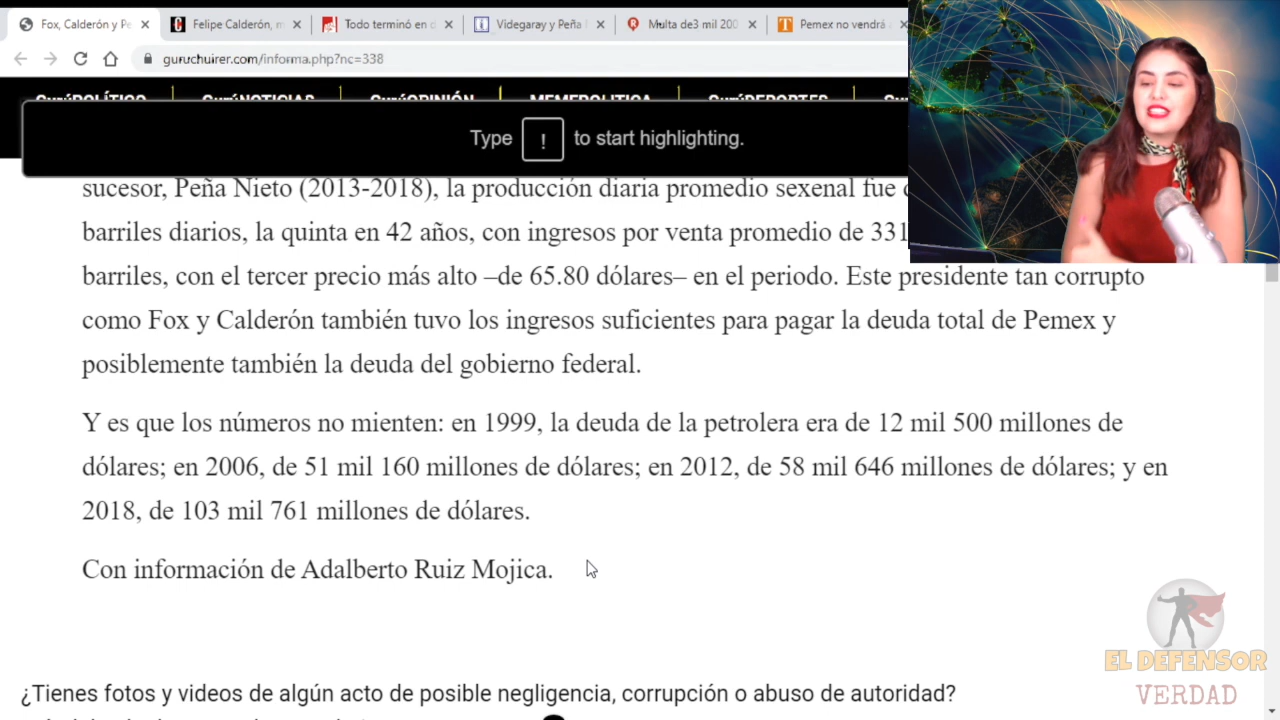 Fox, Calderón y Pe
Felipe Calderón, m
Todo terminó en d
Videgaray y Peña
Multa de3 mil 200
Pemex no vendrá
guruchuirer.com/informa.php?nc=338
GurúPOLÍTICO GurúNOTICIAS GurúOPINIÓN MEMEPOLITICA GurúDEPORTES
Type ! to start highlighting.
sucesor, Peña Nieto (2013-2018), la producción diaria promedio sexenal fue
barriles diarios, la quinta en 42 años, con ingresos por venta promedio de 331
barriles, con el tercer precio más alto –de 65.80 dólares– en el periodo. Este presidente tan corrupto
como Fox y Calderón también tuvo los ingresos suficientes para pagar la deuda total de Pemex y
posiblemente también la deuda del gobierno federal.
Y es que los números no mienten: en 1999, la deuda de la petrolera era de 12 mil 500 millones de
dólares; en 2006, de 51 mil 160 millones de dólares; en 2012, de 58 mil 646 millones de dólares; y en
2018, de 103 mil 761 millones de dólares.
Con información de Adalberto Ruiz Mojica.
EL DEFENSOR
VERDAD
¿Tienes fotos y videos de algún acto de posible negligencia, corrupción o abuso de autoridad?